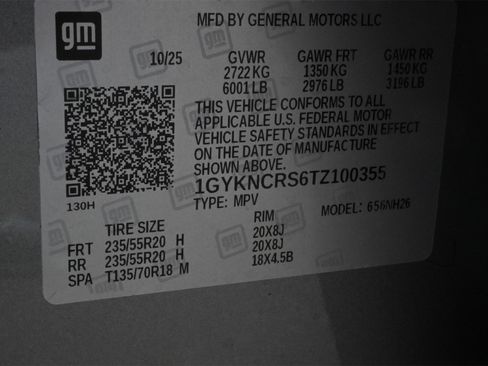 gm
MFD BY GENERAL MOTORS LLC
10/25 GVWR GAWR FRT GAWR RR
2722 KG 1350 KG 1450 KG
6001 LB 2976 LB 3196 LB
THIS VEHICLE CONFORMS TO ALL
APPLICABLE U.S. FEDERAL MOTOR
VEHICLE SAFETY STANDARDS IN EFFECT
ON THE DATE OF MANUFACTURE
SHOWN ABOVE.
1GYKNCRS6TZ100355
130H TYPE: MPV MODEL: 656NH26
TIRE SIZE RIM
FRT 235/55R20 H 20X8J
RR 235/55R20 H 20X8J
SPA T135/70R18 M 18X4.5B